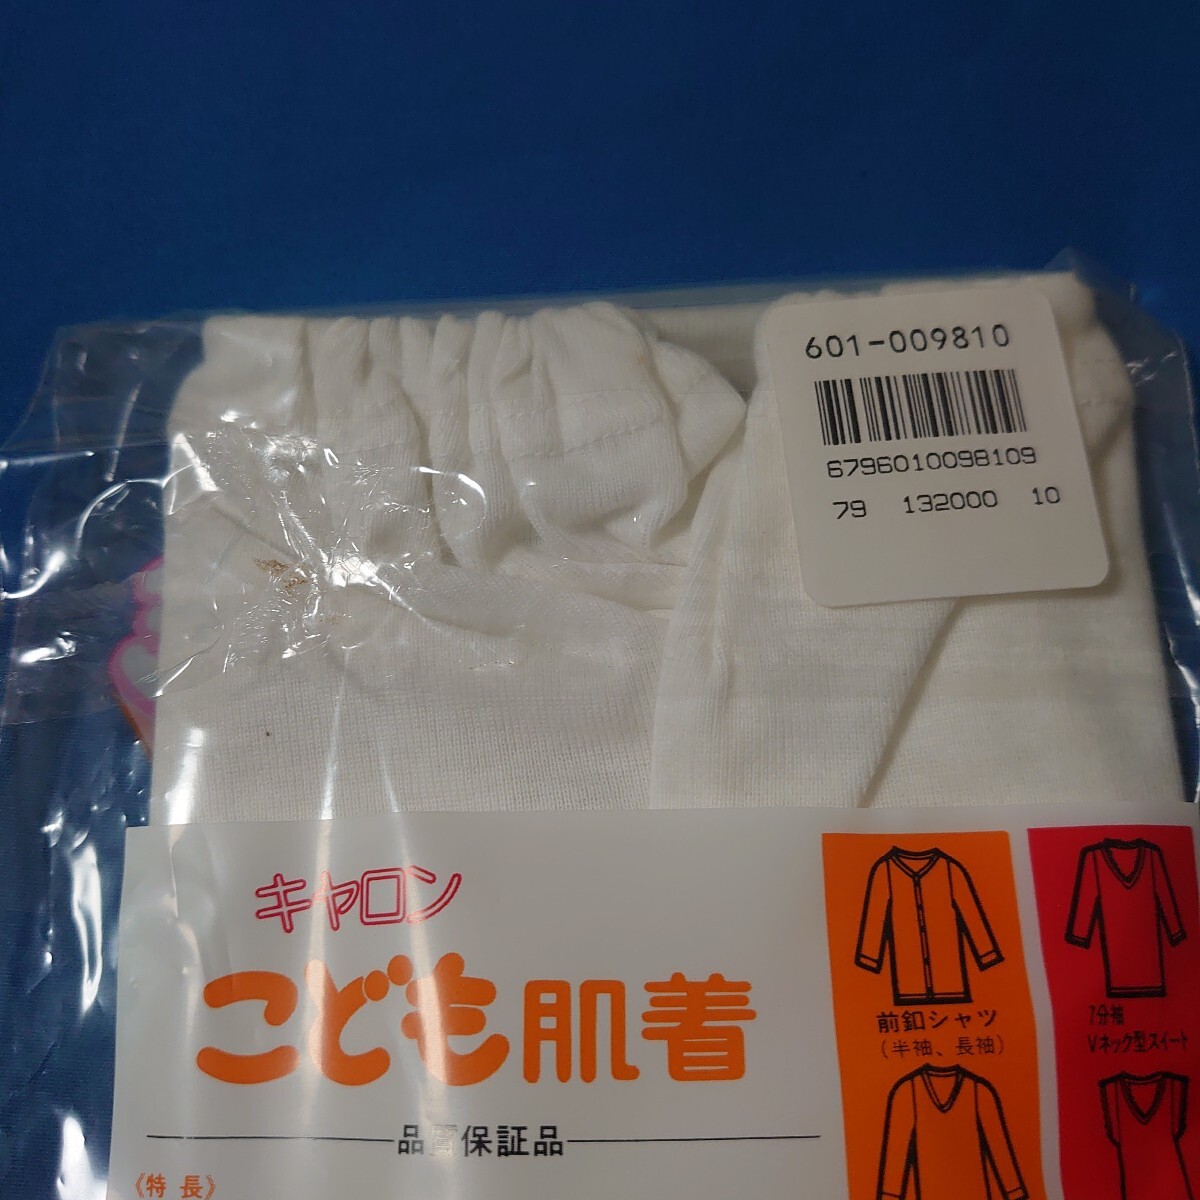 601-009810
6796010098109
79 132000 10
キャロン
こども肌着
品質保証品
《特長》
前釦シャツ
(半袖、長袖)
7分袖
Vネック型スイート